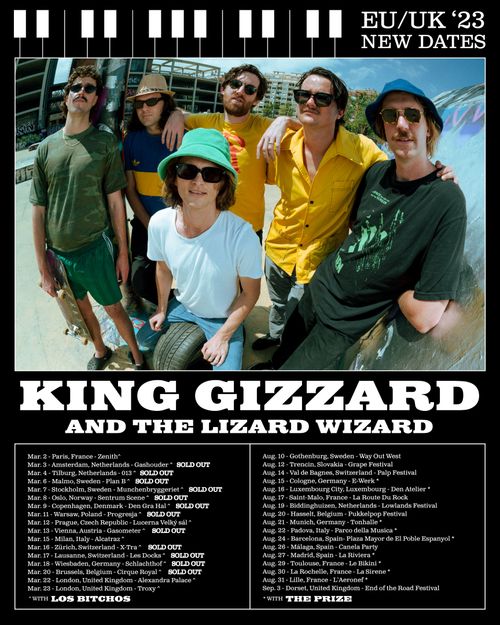 EU/UK ‘23
NEW DATES
KING GIZZARD
AND THE LIZARD WIZARD
Mar. 2 - Paris, France - Zenith^
Mar. 3 - Amsterdam, Netherlands - Gashouder ^ SOLD OUT
Mar. 4 - Tilburg, Netherlands - 013 ^ SOLD OUT
Mar. 6 - Malmo, Sweden - Plan B ^ SOLD OUT
Mar. 7 - Stockholm, Sweden - Munchenbryggeriet ^ SOLD OUT
Mar. 8 - Oslo, Norway - Sentrum Scene ^ SOLD OUT
Mar. 9 - Copenhagen, Denmark - Den Gra Hal ^ SOLD OUT
Mar. 11 - Warsaw, Poland - Progresja ^ SOLD OUT
Mar. 12 - Prague, Czech Republic - Lucerna Velký sál ^
Mar. 13 - Vienna, Austria - Gasometer ^ SOLD OUT
Mar. 15 - Milan, Italy - Alcatraz ^
Mar. 16 - Zürich, Switzerland - X-Tra ^ SOLD OUT
Mar. 17 - Lausanne, Switzerland - Les Docks ^ SOLD OUT
Mar. 18 - Wiesbaden, Germany - Schlachthof ^ SOLD OUT
Mar. 20 - Brussels, Belgium - Cirque Royal ^ SOLD OUT
Mar. 22 - London, United Kingdom - Alexandra Palace ^
Mar. 23 - London, United Kingdom - Troxy ^
^ WITH LOS BITCHOS
Aug. 10 - Gothenburg, Sweden - Way Out West
Aug. 12 - Trencin, Slovakia - Grape Festival
Aug. 14 - Val de Bagnes, Switzerland - Palp Festival
Aug. 15 - Cologne, Germany - E-Werk *
Aug. 16 - Luxembourg City, Luxembourg - Den Atelier *
Aug. 17 - Saint-Malo, France - La Route Du Rock
Aug. 19 - Biddinghuizen, Netherlands - Lowlands Festival
Aug. 20 - Hasselt, Belgium - Pukkelpop Festival
Aug. 21 - Munich, Germany - Tonhalle *
Aug. 22 - Padova, Italy - Parco della Musica *
Aug. 24 - Barcelona, Spain- Plaza Mayor de El Poble Espanyol *
Aug. 26 - Málaga, Spain - Canela Party
Aug. 27 - Madrid, Spain - La Riviera *
Aug. 29 - Toulouse, France - Le Bikini *
Aug. 30 - La Rochelle, France - La Sirene *
Aug. 31 - Lille, France - L'Aeronef *
Sep. 3 - Dorset, United Kingdom - End of the Road Festival
* WITH THE PRIZE